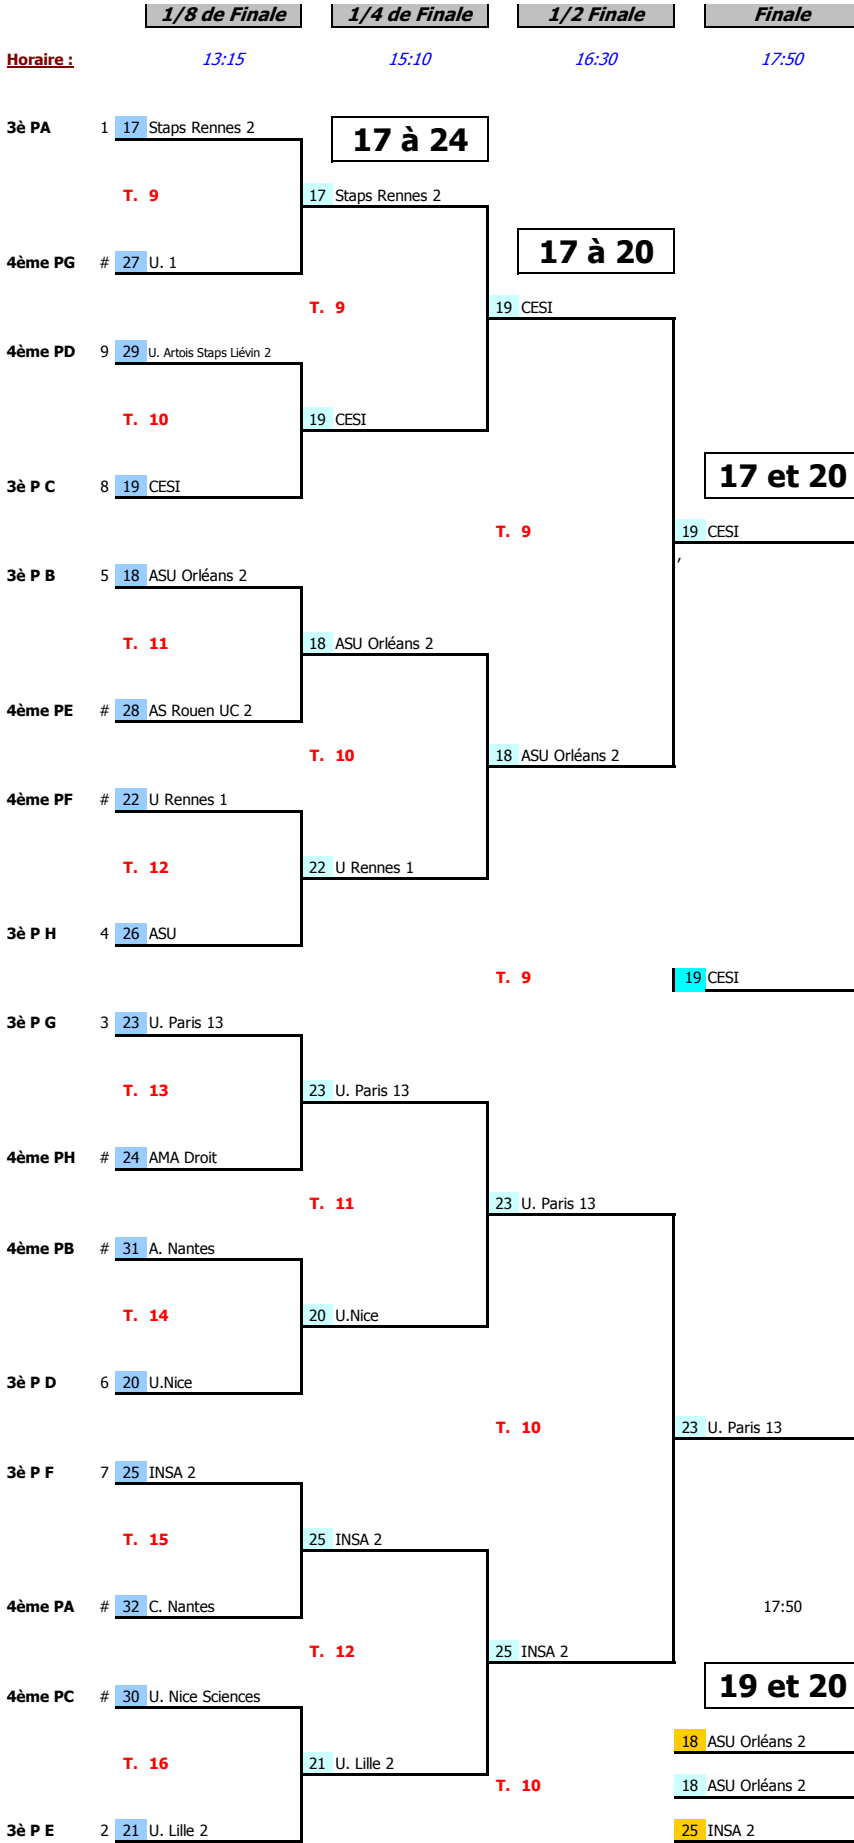 1/8 de Finale 1/4 de Finale 1/2 Finale Finale
Horaire : 13:15 15:10 16:30 17:50
3è PA 1 17 Staps Rennes 2
17 à 24
T. 9 17 Staps Rennes 2
17 à 20
4ème PG # 27 U. 1
T. 9 19 CESI
4ème PD 9 29 U. Artois Staps Liévin 2
T. 10 19 CESI
17 et 20
3è P C 8 19 CESI
T. 9 19 CESI
,
3è P B 5 18 ASU Orléans 2
T. 11 18 ASU Orléans 2
4ème PE # 28 AS Rouen UC 2
T. 10 18 ASU Orléans 2
4ème PF # 22 U Rennes 1
T. 12 22 U Rennes 1
3è P H 4 26 ASU
T. 9 19 CESI
3è P G 3 23 U. Paris 13
T. 13 23 U. Paris 13
4ème PH # 24 AMA Droit
T. 11 23 U. Paris 13
4ème PB # 31 A. Nantes
T. 14 20 U.Nice
3è P D 6 20 U.Nice
T. 10 23 U. Paris 13
3è P F 7 25 INSA 2
T. 15 25 INSA 2
4ème PA # 32 C. Nantes 17:50
T. 12 25 INSA 2
4ème PC # 30 U. Nice Sciences
19 et 20
18 ASU Orléans 2
T. 16 21 U. Lille 2
T. 10 18 ASU Orléans 2
3è P E 2 21 U. Lille 2 25 INSA 2